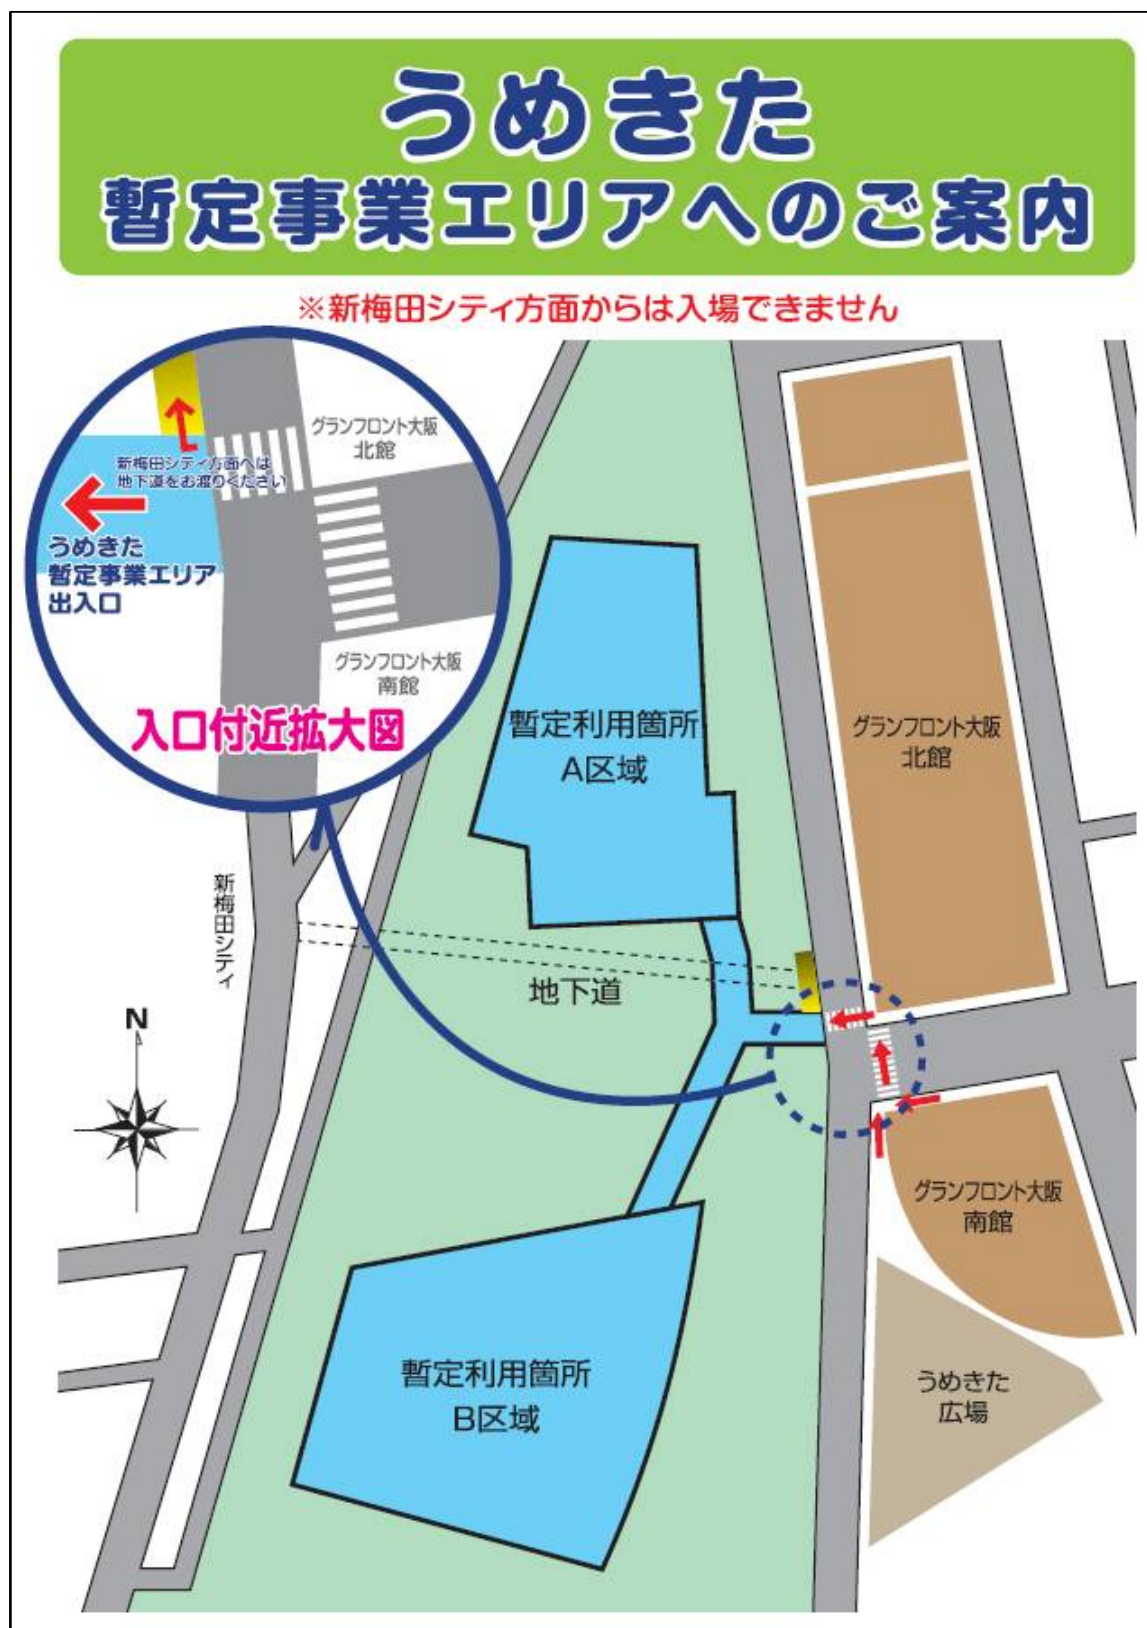 うめきた
暫定事業エリアへのご案内
※新梅田シティ方面からは入場できません
グランフロント大阪
北館
新梅田シティ方面へは
地下道をお渡りください
うめきた
暫定事業エリア
出入口
グランフロント大阪
南館
入口付近拡大図
暫定利用箇所
A区域
グランフロント大阪
北館
新梅田シティ
地下道
N
グランフロント大阪
南館
暫定利用箇所
B区域
うめきた
広場